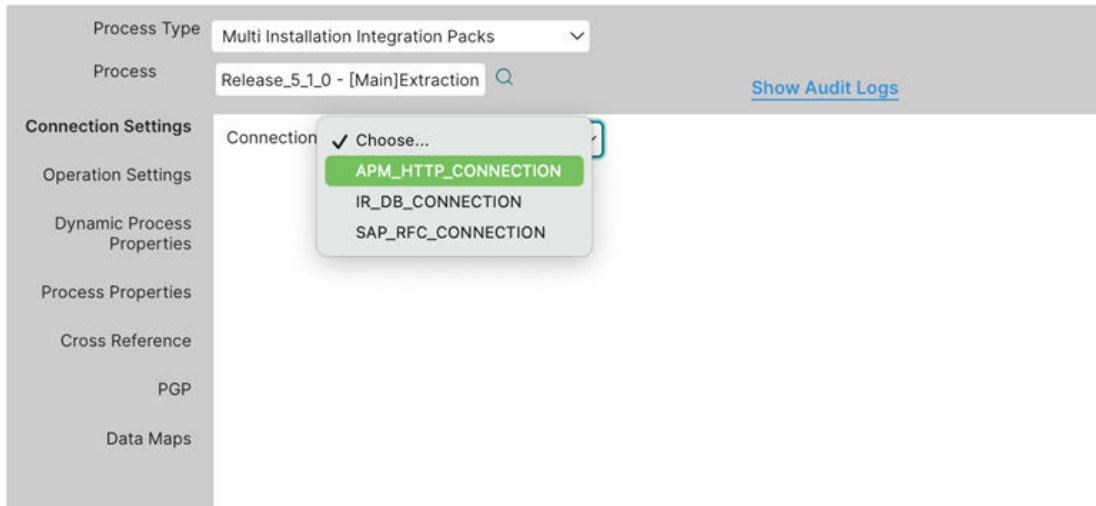 Process Type
Multi Installation Integration Packs
Process
Release_5_1_0 - [Main]Extraction
Show Audit Logs
Connection Settings
Connection
✓ Choose...
APM_HTTP_CONNECTION
IR_DB_CONNECTION
SAP_RFC_CONNECTION
Operation Settings
Dynamic Process
Properties
Process Properties
Cross Reference
PGP
Data Maps